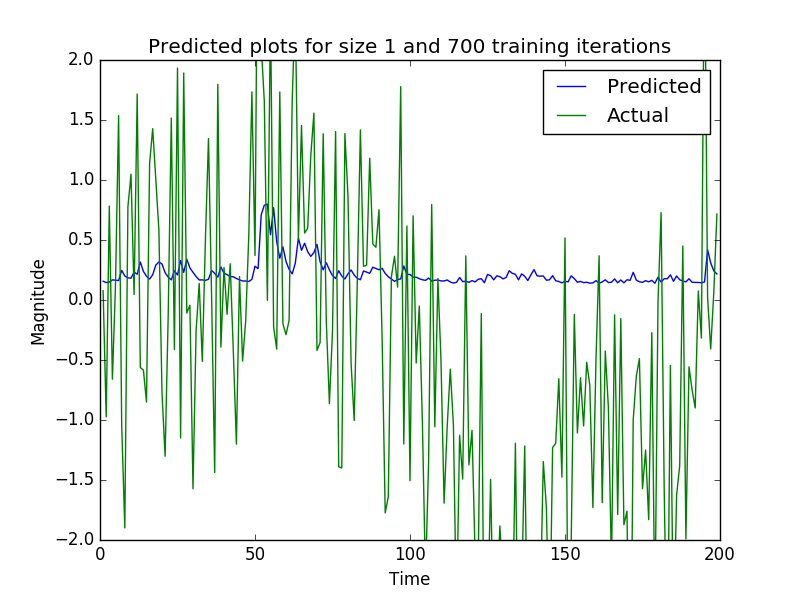 Predicted plots for size 1 and 700 training iterations
Predicted
Actual
2.0
1.5
1.0
0.5
0.0
−0.5
−1.0
−1.5
−2.0
Magnitude
0
50
100
150
200
Time